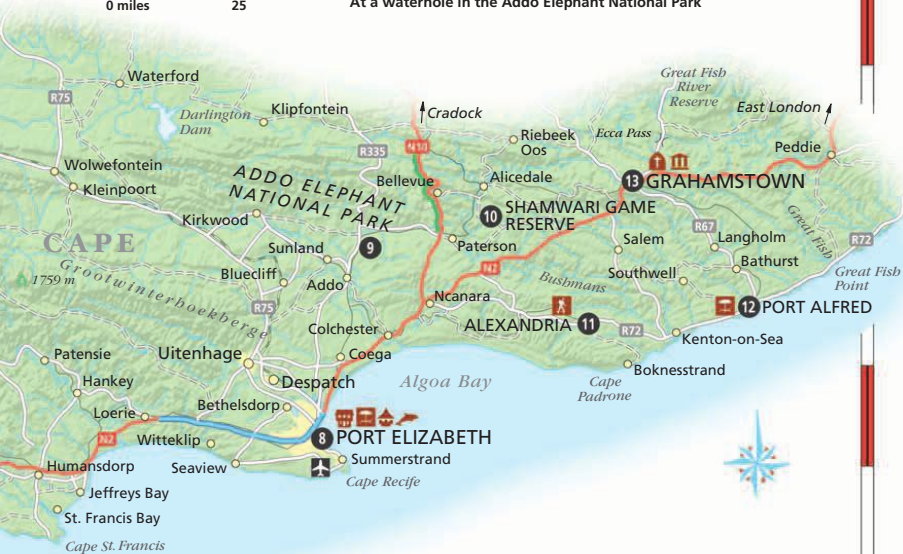 0 miles
25
At a waterhole in the Addo Elephant National Park
Waterford
R75
Darlington
Dam
Klipfontein
Cradock
Great Fish
River
Reserve
East London
Riebeek
Oos
Ecca Pass
Peddie
R335
Wolwefontein
Kleinpoort
ADDO ELEPHANT
NATIONAL PARK
9
Bellevue
Alicedale
13 GRAHAMSTOWN
10 SHAMWARI GAME
RESERVE
Kirkwood
CAPE
Sunland
Paterson
Salem
R67
Langholm
Great Fish
R72
1759 m
Grootwinterhoekberge
Bluecliff
Addo
N2
Bushmans
Southwell
Bathurst
Great Fish
Point
R75
Ncanara
12 PORT ALFRED
Colchester
ALEXANDRIA 11
R72
Kenton-on-Sea
Patensie
Uitenhage
Coega
Boknesstrand
Hankey
Despatch
Algoa Bay
Cape
Padrone
Loerie
Bethelsdorp
N2
Witteklip
8 PORT ELIZABETH
Humansdorp
Seaview
Summerstrand
Cape Recife
Jeffreys Bay
St. Francis Bay
Cape St. Francis